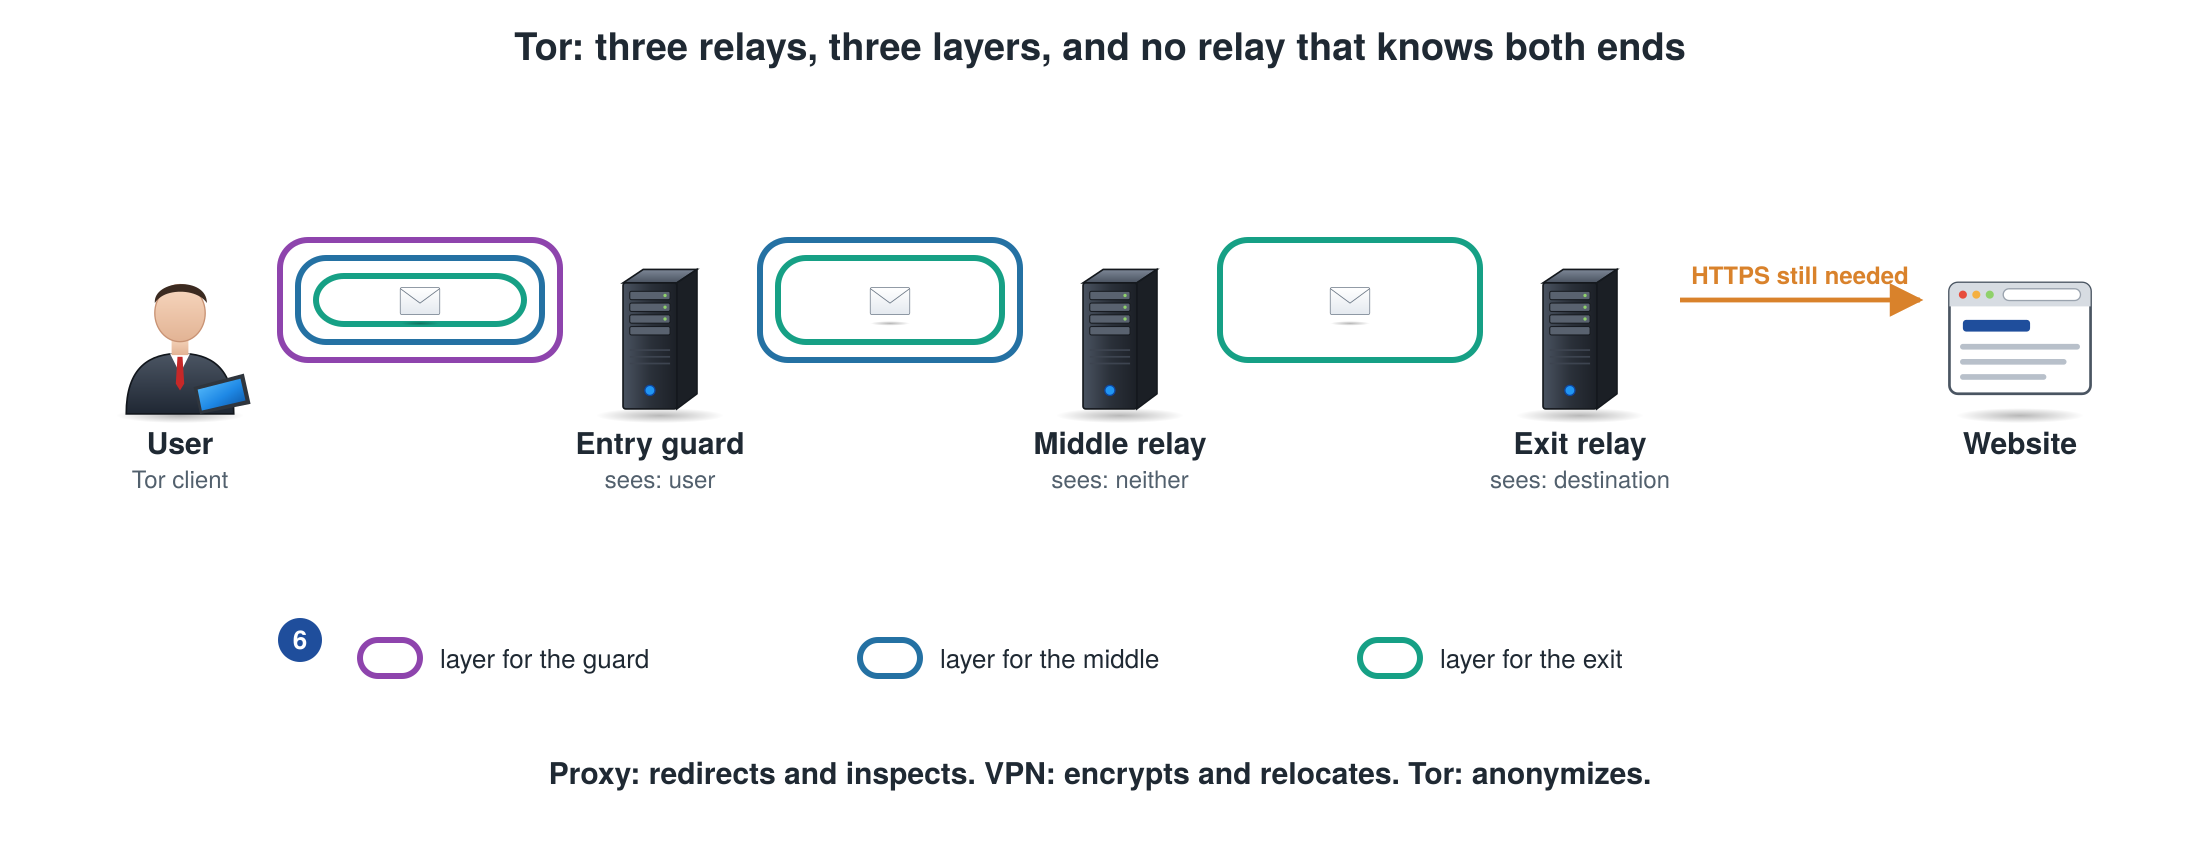 Tor: three relays, three layers, and no relay that knows both ends
HTTPS still needed
User
Tor client
Entry guard
sees: user
Middle relay
sees: neither
Exit relay
sees: destination
Website
6
layer for the guard
layer for the middle
layer for the exit
Proxy: redirects and inspects. VPN: encrypts and relocates. Tor: anonymizes.